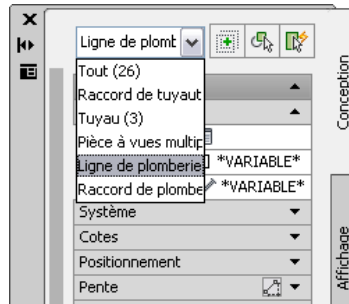 Ligne de plomt
Tout (26)
Raccord de tuyaut
Tuyau (3)
Pièce à vues multip
Ligne de plomberie
*VARIABLE*
Raccord de plombe
*VARIABLE*
Système
Cotes
Positionnement
Pente
Conception
Affichage